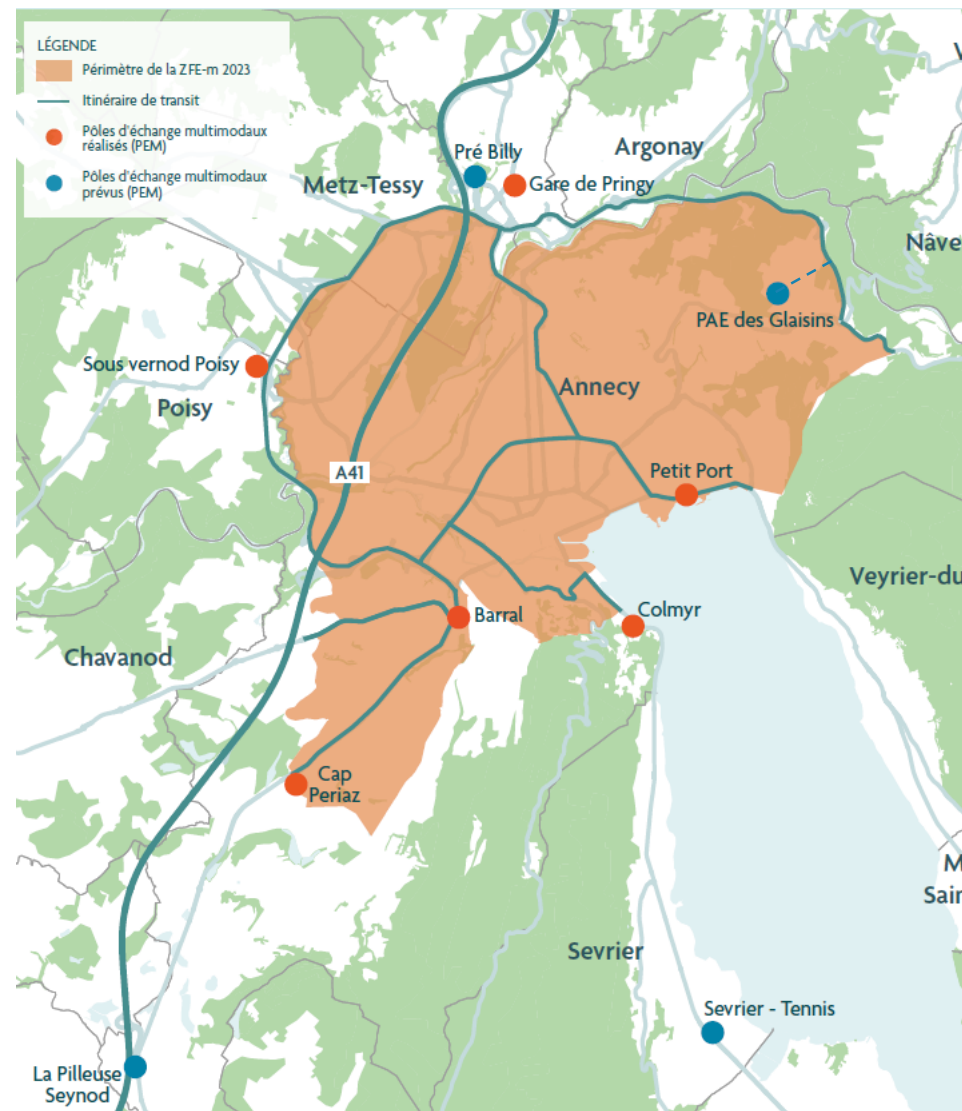 LÉGENDE
Périmètre de la ZFE-m 2023
Itinéraire de transit
Pôles d'échange multimodaux
réalisés (PEM)
Pôles d'échange multimodaux
prévus (PEM)
V
Pré Billy
Argonay
Metz-Tessy
Gare de Pringy
Nâve
PAE des Glaisins
Sous vernod Poisy
Poisy
Annecy
A41
Petit Port
Veyrier-du
Barral
Colmyr
Chavanod
Cap
Periaz
M
Sain
Sevrier
Sevrier - Tennis
La Pilleuse
Seynod